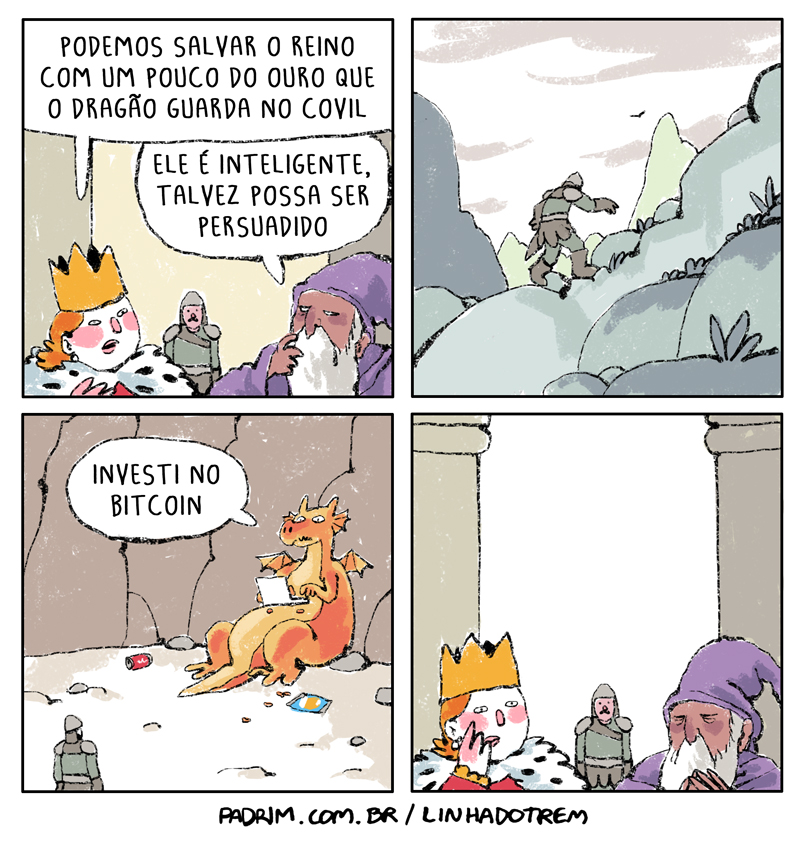 PODEMOS SALVAR O REINO
COM UM POUCO DO OURO QUE
O DRAGÃO GUARDA NO COVIL
ELE É INTELIGENTE,
TALVEZ POSSA SER
PERSUADIDO
INVESTI NO
BITCOIN
PADRIM.COM.BR / LINHADOTREM